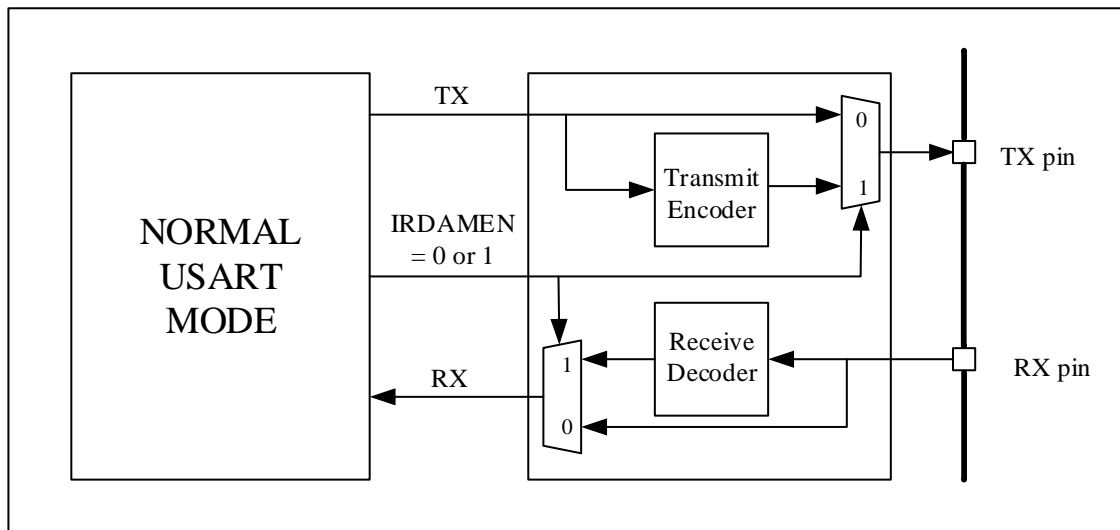 TX
0
TX pin
Transmit
Encoder
1
NORMAL
USART
MODE
IRDAMEN
= 0 or 1
1
Receive
Decoder
RX pin
RX
0